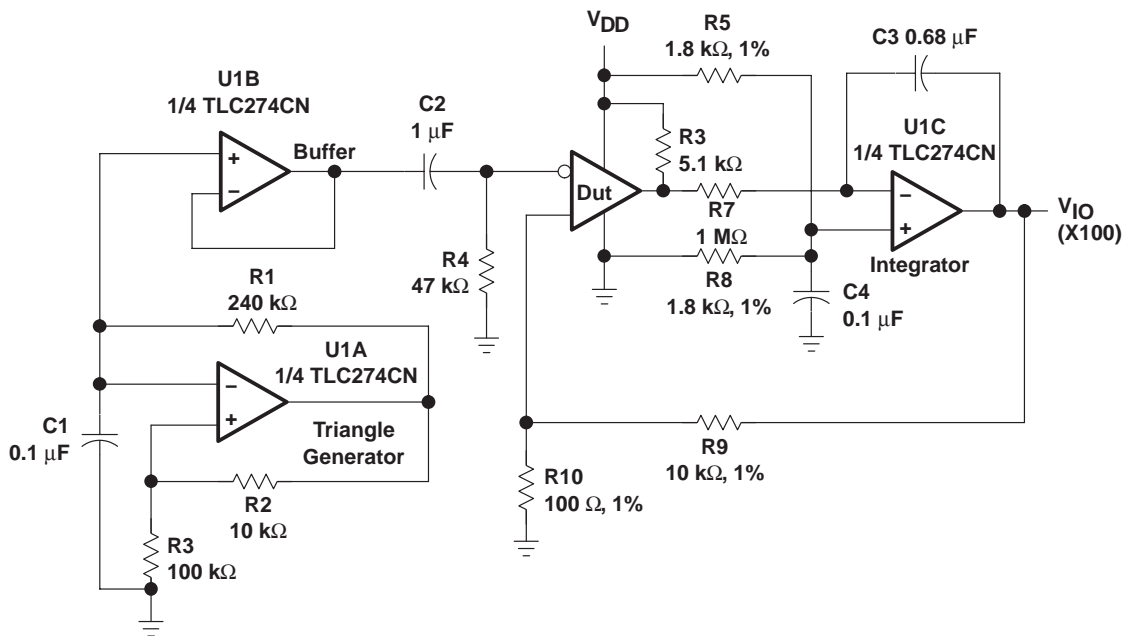 VDD
R5
1.8 kΩ, 1%
C3 0.68 μF
U1B
1/4 TLC274CN
C2
1 μF
Buffer
+
−
R3
5.1 kΩ
U1C
1/4 TLC274CN
Dut
R7
1 MΩ
−
+
VIO
(X100)
Integrator
R4
47 kΩ
R8
1.8 kΩ, 1%
C4
0.1 μF
R1
240 kΩ
U1A
1/4 TLC274CN
−
+
C1
0.1 μF
Triangle
Generator
R9
10 kΩ, 1%
R10
100 Ω, 1%
R2
10 kΩ
R3
100 kΩ